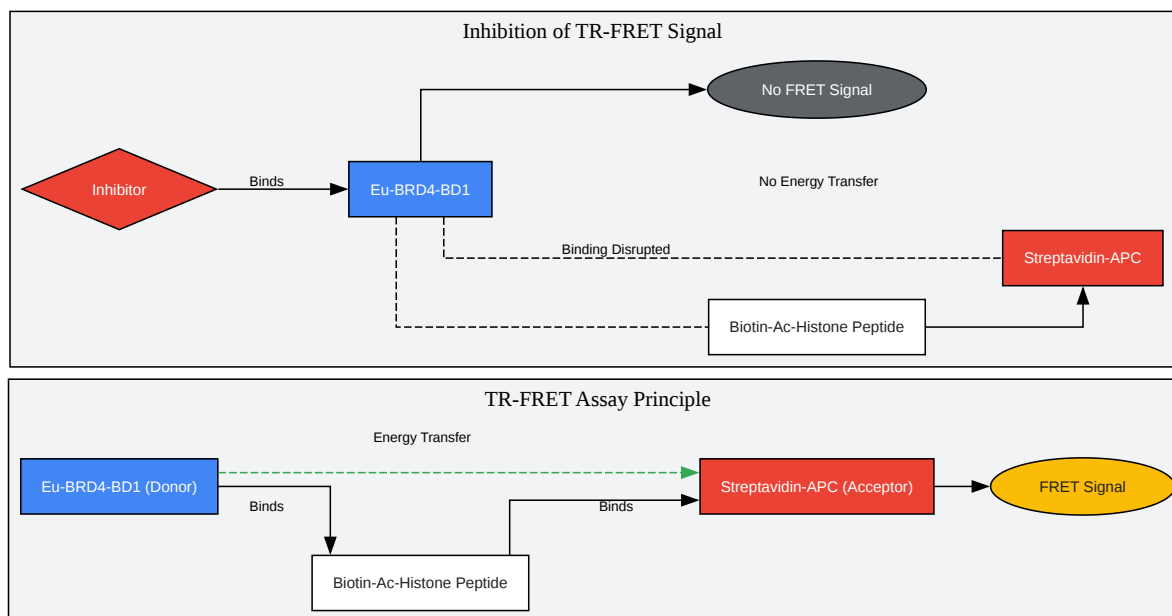 Inhibition of TR-FRET Signal
No FRET Signal
Inhibitor
Binds
Eu-BRD4-BD1
No Energy Transfer
Binding Disrupted
Streptavidin-APC
Biotin-Ac-Histone Peptide
TR-FRET Assay Principle
Energy Transfer
Eu-BRD4-BD1 (Donor)
Binds
Binds
Streptavidin-APC (Acceptor)
FRET Signal
Biotin-Ac-Histone Peptide